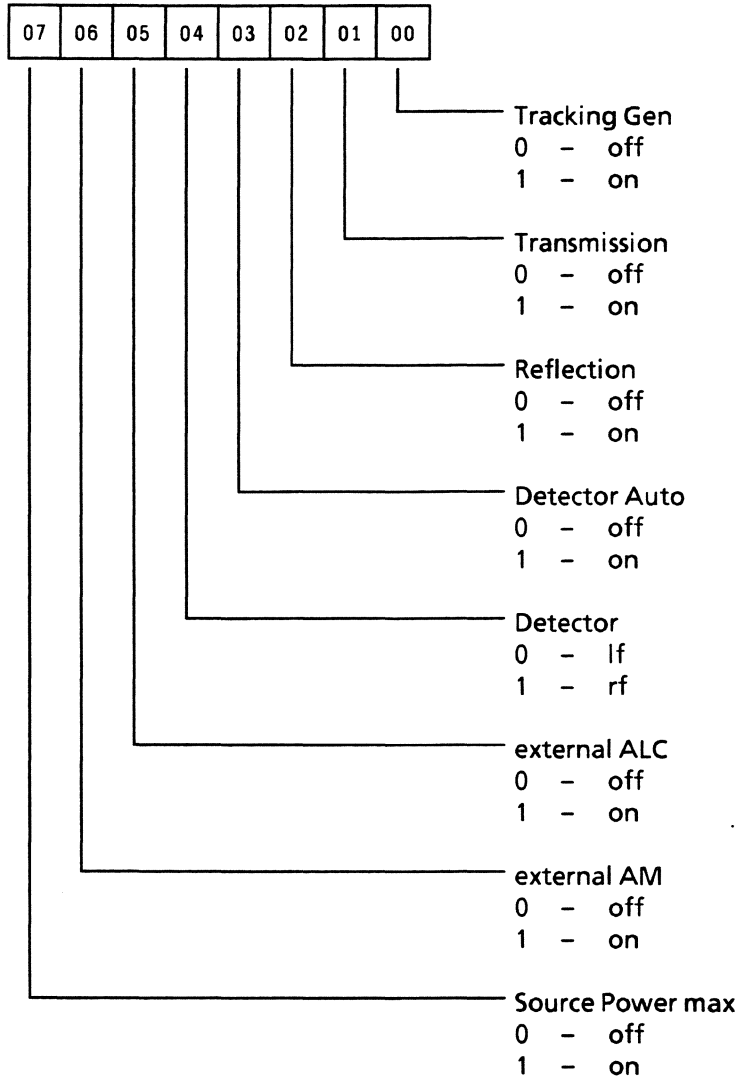 07 06 05 04 03 02 01 00
Tracking Gen
0 – off
1 – on
Transmission
0 – off
1 – on
Reflection
0 – off
1 – on
Detector Auto
0 – off
1 – on
Detector
0 – lf
1 – rf
external ALC
0 – off
1 – on
external AM
0 – off
1 – on
Source Power max
0 – off
1 – on